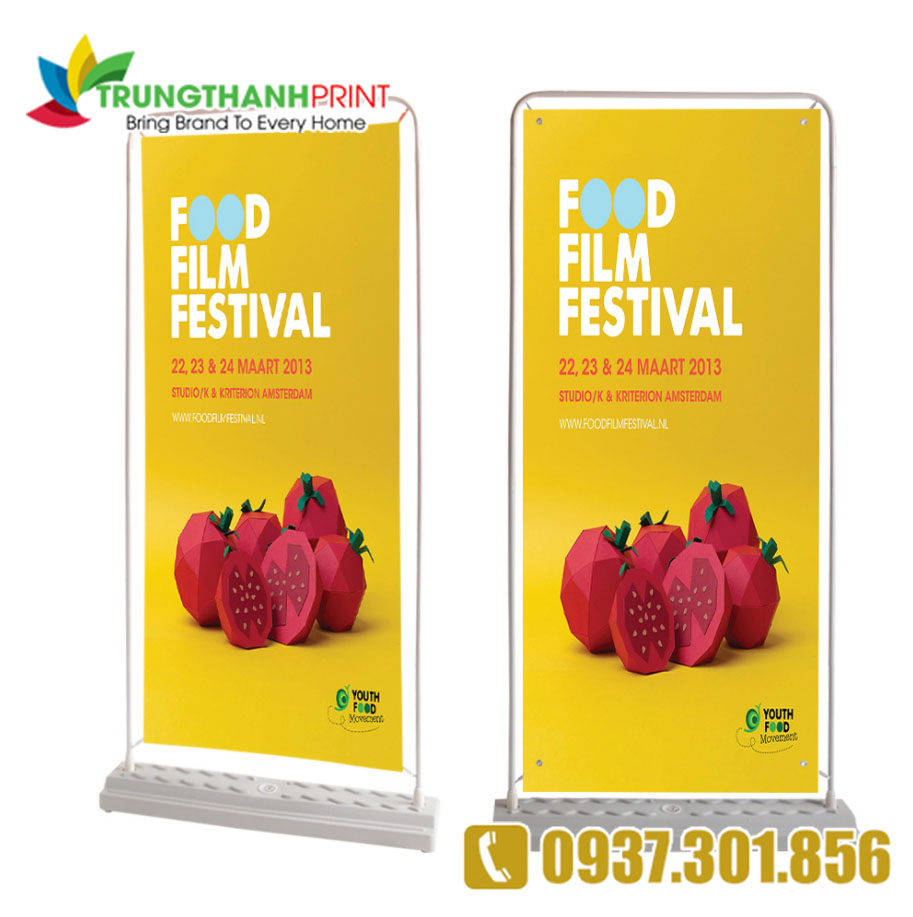 TRUNGTHANHPRINT
Bring Brand To Every Home
FOOD
FILM
FESTIVAL
22, 23 & 24 MAART 2013
STUDIO/K & KRITERION AMSTERDAM
WWW.FOODFILMFESTIVAL.NL
YOUTH
FOOD
Movement
FOOD
FILM
FESTIVAL
22, 23 & 24 MAART 2013
STUDIO/K & KRITERION AMSTERDAM
WWW.FOODFILMFESTIVAL.NL
YOUTH
FOOD
Movement
0937.301.856